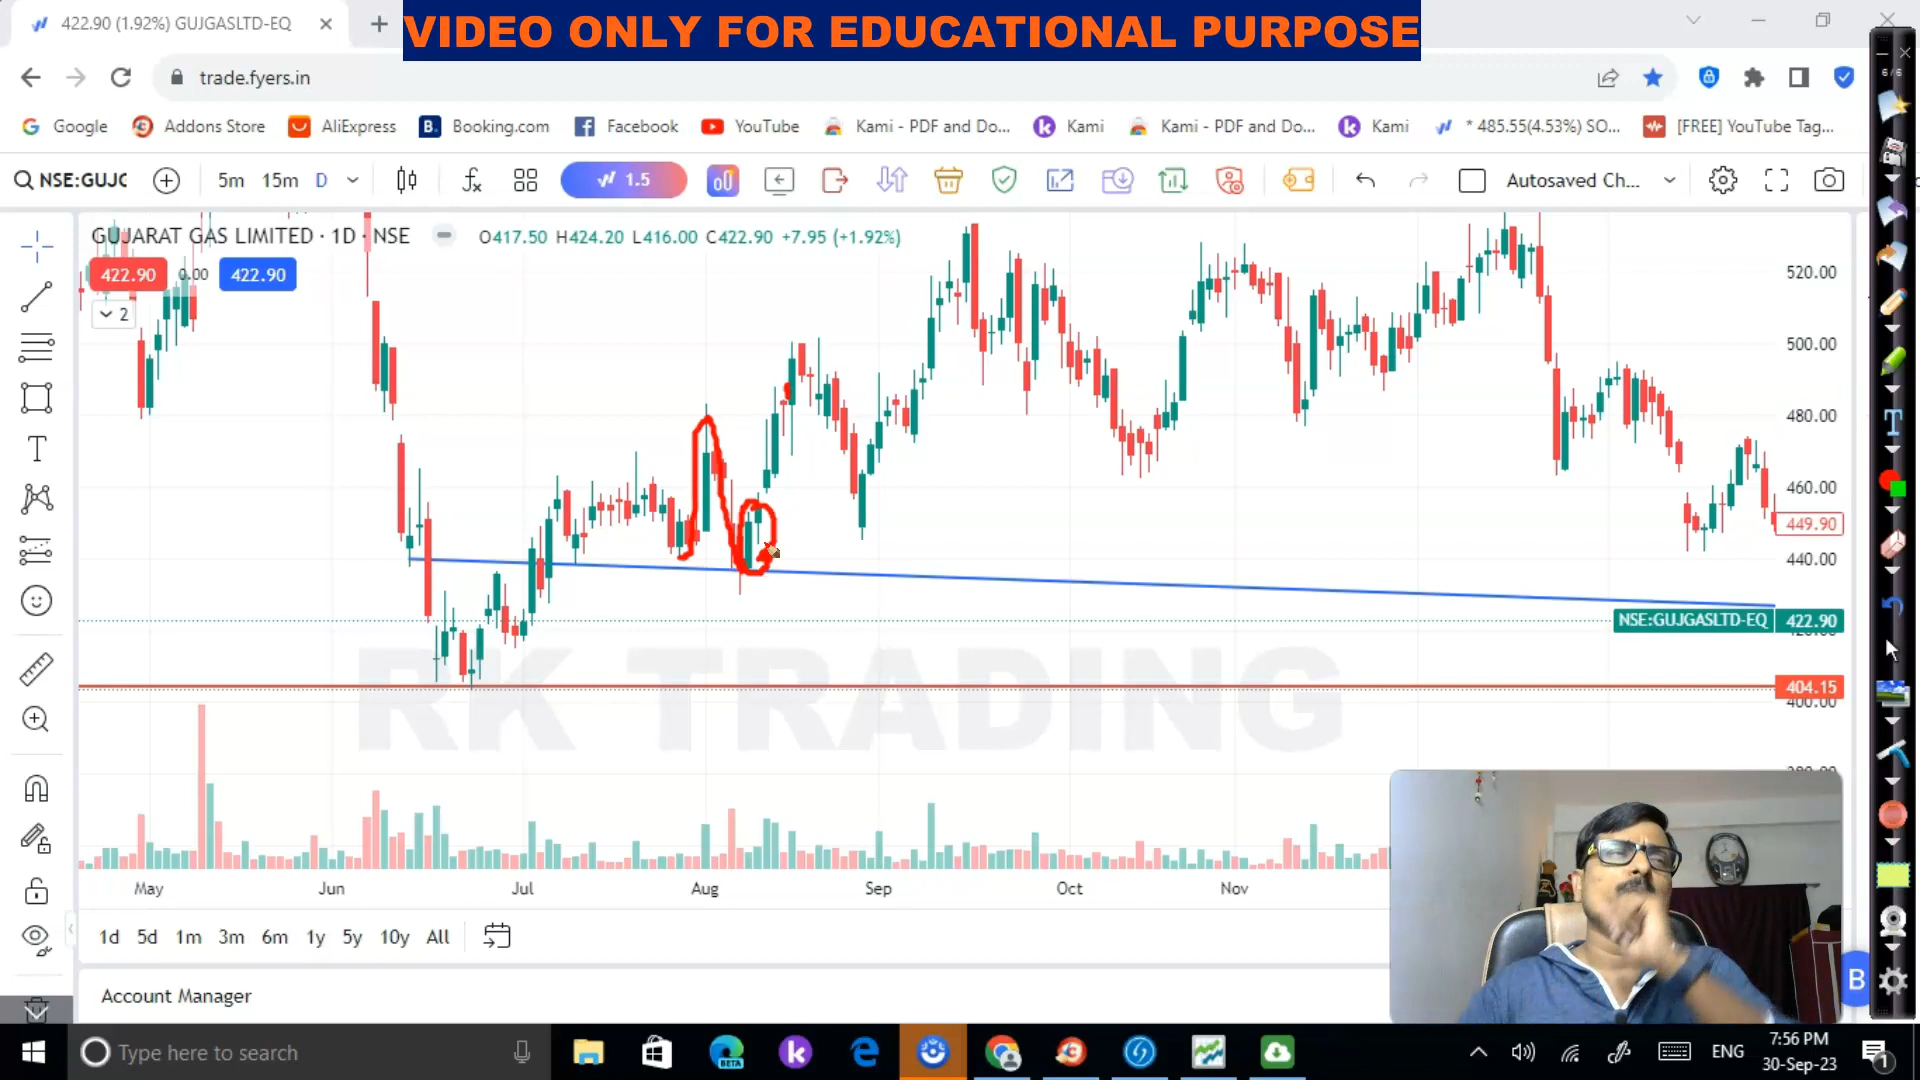 422.90 (1.92%) GUJGASLTD-EQ
VIDEO ONLY FOR EDUCATIONAL PURPOSE
trade.fyers.in
6/6
Google
Addons Store
AliExpress
Booking.com
Facebook
YouTube
Kami - PDF and Do...
Kami
Kami - PDF and Do...
Kami
* 485.55(4.53%) SO...
[FREE] YouTube Tag...
NSE:GUJG
5m 15m D
1.5
Autosaved Ch...
GUJARAT GAS LIMITED · 1D · NSE
O417.50 H424.20 L416.00 C422.90 +7.95 (+1.92%)
422.90 0.00 422.90
2
520.00
500.00
480.00
460.00
449.90
440.00
NSE:GUJGASLTD-EQ 422.90
404.15
400.00
RK TRADING
May Jun Jul Aug Sep Oct Nov
1d 5d 1m 3m 6m 1y 5y 10y All
Account Manager
B
Type here to search
BETA
ENG
7:56 PM
30-Sep-23
1